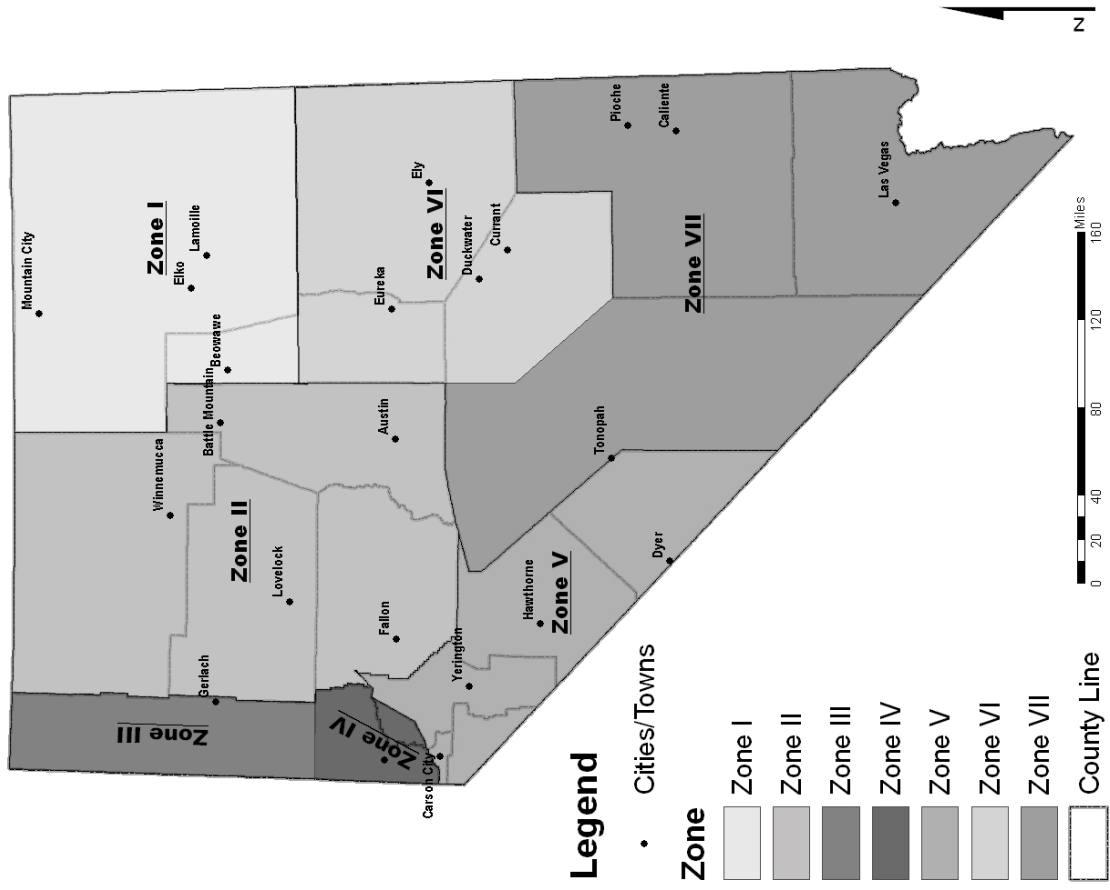 Z
Mountain City
Zone I
Lamoille
Elko
Beowawe
Battle Mountain
Winnemucca
Zone II
Lovelock
Gerlach
Zone III
Zone IV
Carson City
Fallon
Yerington
Austin
Eureka
Zone VI
Ely
Duckwater
Currant
Hawthorne
Zone V
Dyer
Tonopah
Zone VII
Pioche
Caliente
Las Vegas
0 20 40 80 120 160
Miles
Legend
Cities/Towns
Zone
Zone I
Zone II
Zone III
Zone IV
Zone V
Zone VI
Zone VII
County Line